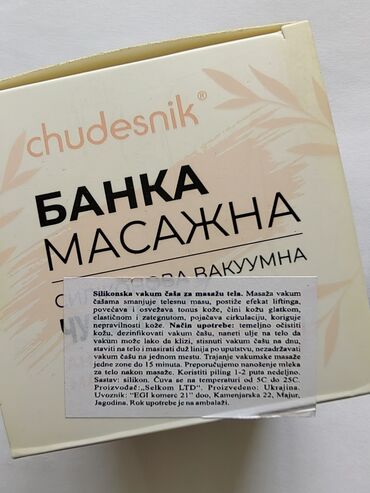 chudesnik®
БАНКА
МАСАЖНА
ВАКУУМНА
Silikonska vakum čaša za masažu tela. Masaža vakum
čašama smanjuje telesnu masu, postiže efekat liftinga,
povećava i osvežava tonus kože, čini kožu glatkom,
elastičnom i zategnutom, pojačava cirkulaciju, koriguje
nepravilnosti kože. Način upotrebe: temeljno očistiti
kožu, dezinfikovati vakum čašu, naneti ulje na telo da
vakum može lako da klizi, stisnuti vakum čašu na dnu,
staviti na telo i masirati duž linija po uputstvu, nezadržavati
vakum čašu na jednom mestu. Trajanje vakumske masaže
jedne zone do 15 minuta. Preporučujemo nanošenje mleka
za telo nakon masaže. Koristiti piling 1-2 puta nedeljno.
Sastav: silikon. Čuva se na temperaturi od 5C do 25C.
Proizvođač:„Selkom LTD". Proizvedeno: Ukrajina.
Uvoznik: "EGI komerc 21" doo, Kamenjarska 22, Majur,
Jagodina. Rok upotrebe je na ambalaži.